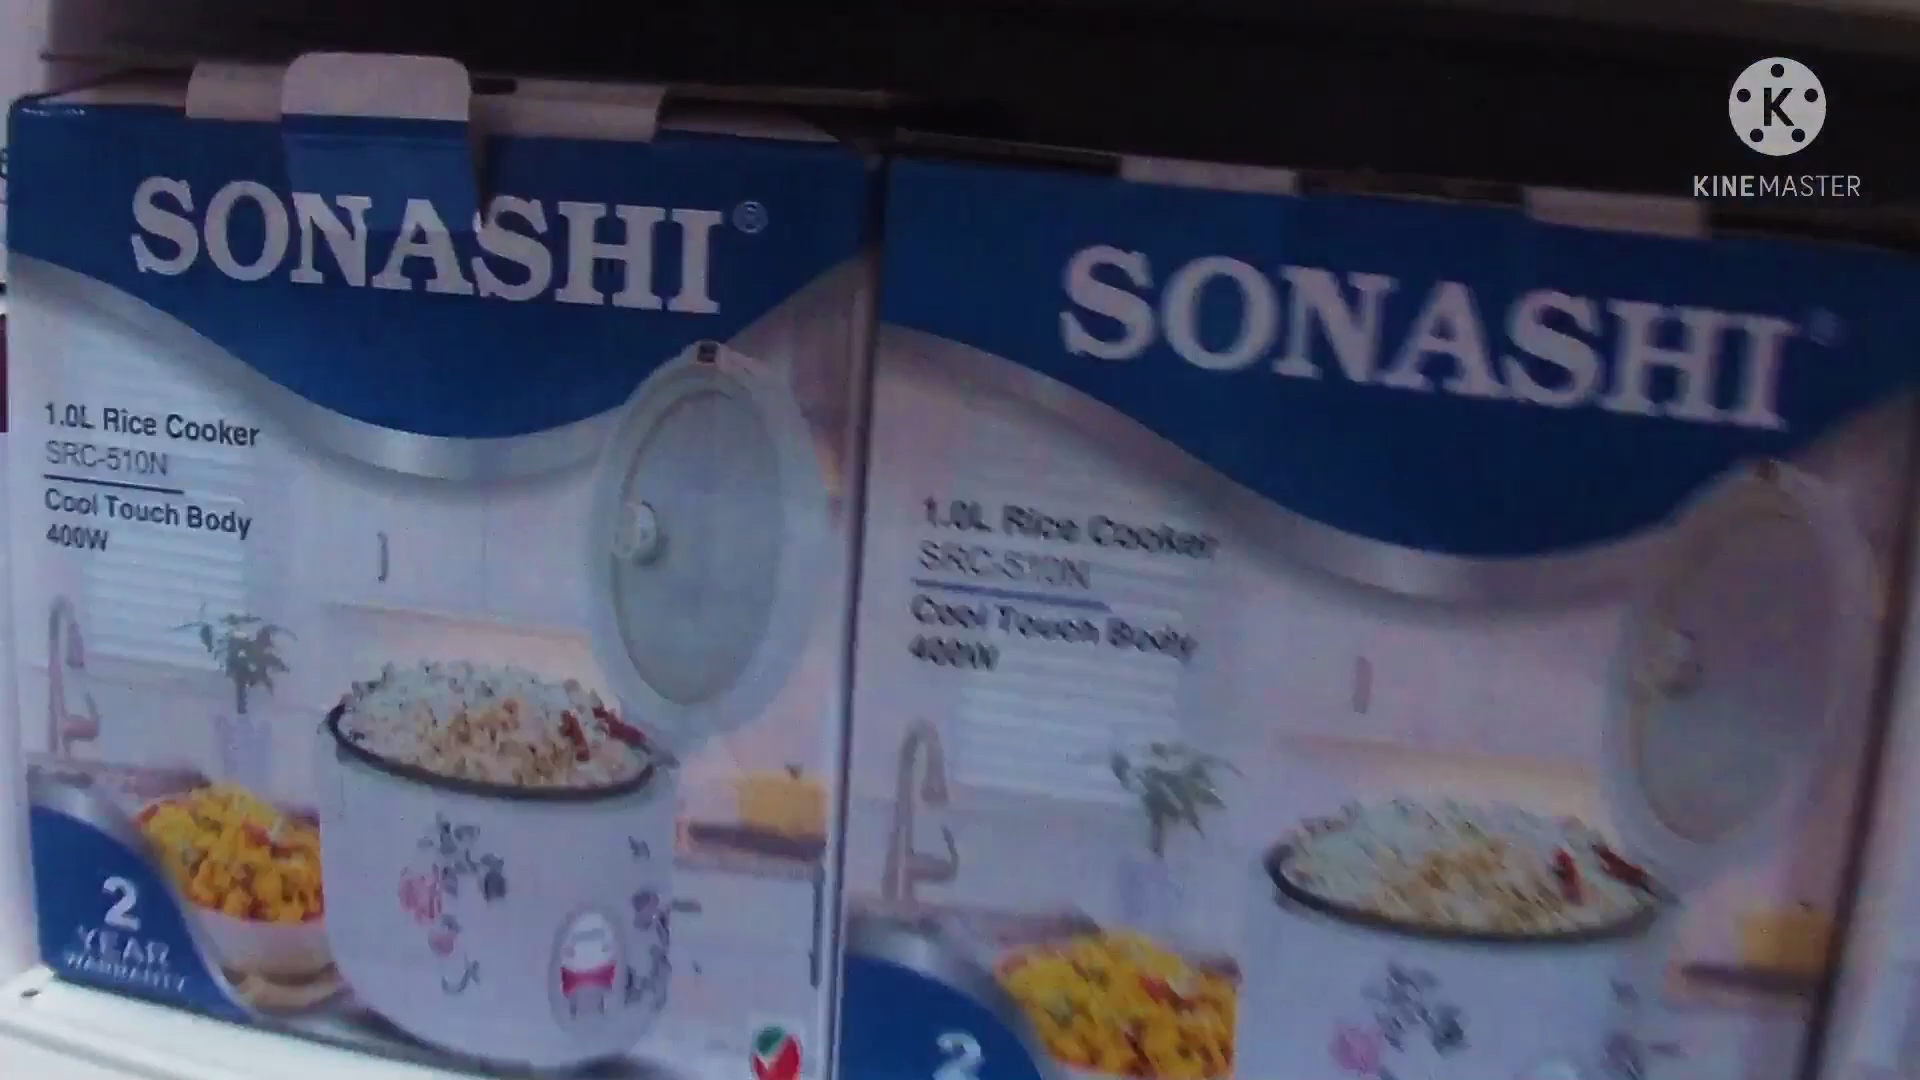 SONASHI®
1.0L Rice Cooker
SRC-510N
Cool Touch Body
400W
2
YEAR
WARRANTY
SONASHI
1.0L Rice Cooker
SRC-510N
Cool Touch Body
400W
2
K
KINEMASTER